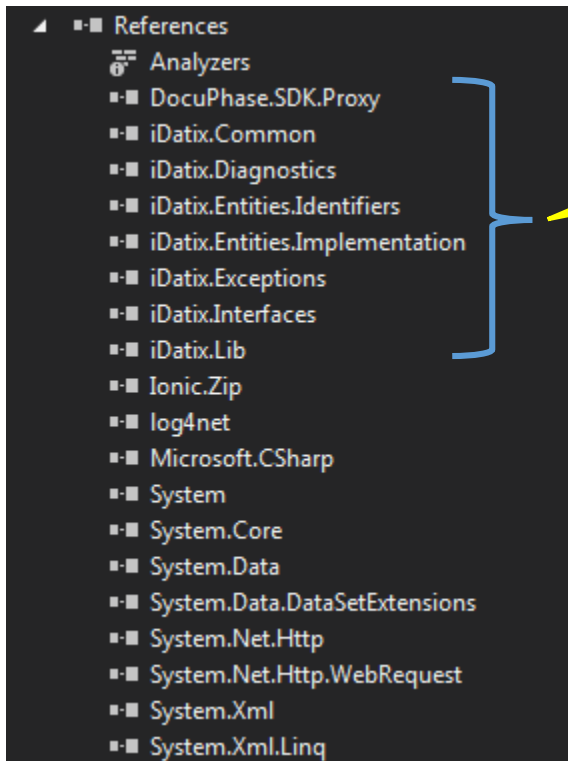 References
Analyzers
DocuPhase.SDK.Proxy
iDatix.Common
iDatix.Diagnostics
iDatix.Entities.Identifiers
iDatix.Entities.Implementation
iDatix.Exceptions
iDatix.Interfaces
iDatix.Lib
Ionic.Zip
log4net
Microsoft.CSharp
System
System.Core
System.Data
System.Data.DataSetExtensions
System.Net.Http
System.Net.Http.WebRequest
System.Xml
System.Xml.Linq